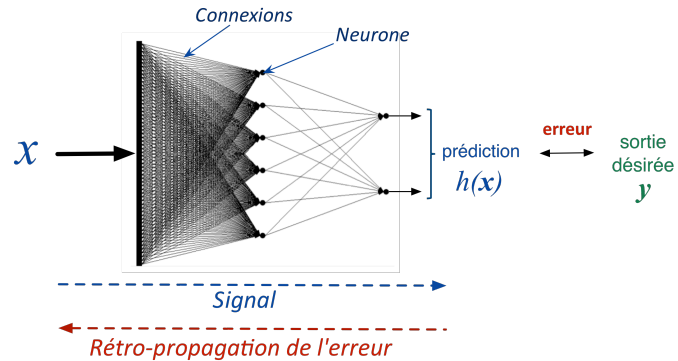 Connexions
Neurone
x
prédiction
h(x)
erreur
sortie
désirée
y
Signal
Rétro-propagation de l'erreur